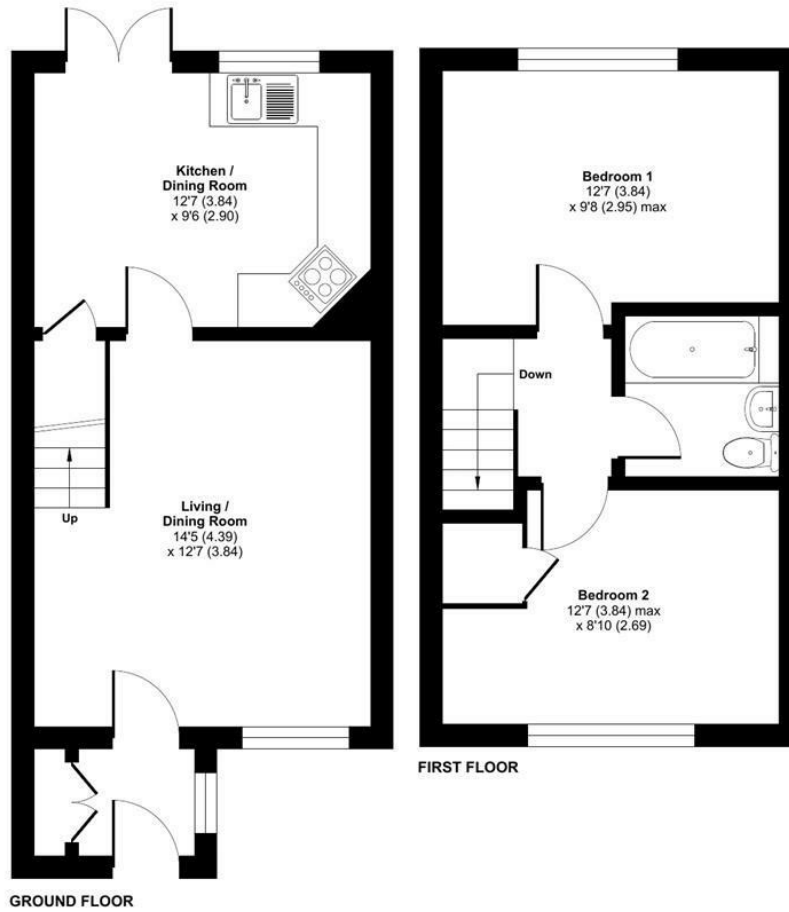 Kitchen /
Dining Room
12'7 (3.84)
x 9'6 (2.90)
Up
Living /
Dining Room
14'5 (4.39)
x 12'7 (3.84)
GROUND FLOOR
Bedroom 1
12'7 (3.84)
x 9'8 (2.95) max
Down
Bedroom 2
12'7 (3.84) max
x 8'10 (2.69)
FIRST FLOOR